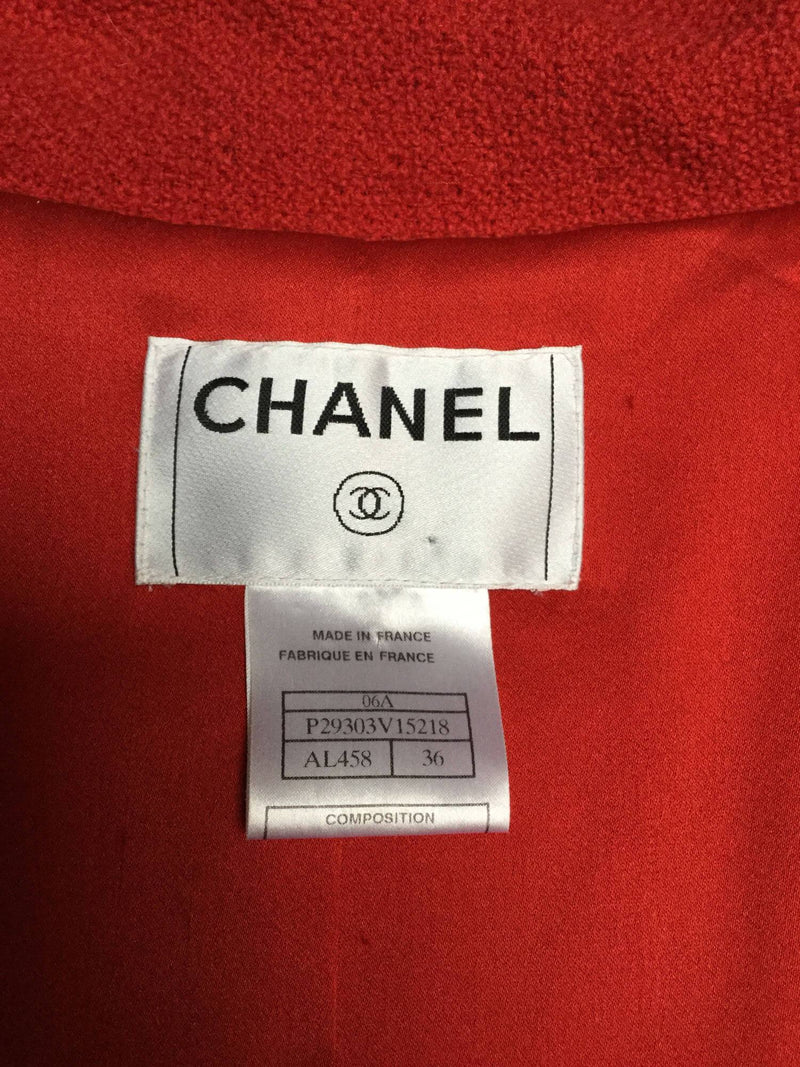 CHANEL
MADE IN FRANCE
FABRIQUE EN FRANCE
06A
P29303V15218
AL458 36
COMPOSITION